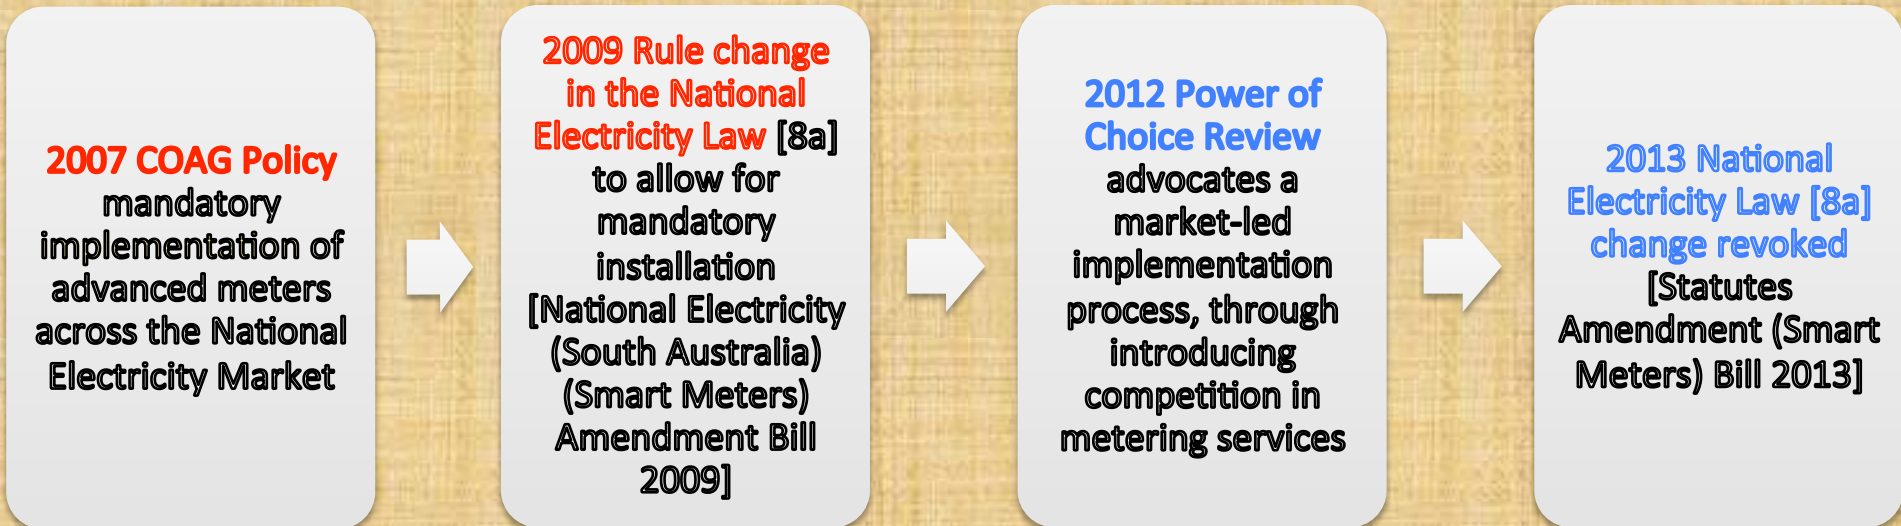 2007 COAG Policy
mandatory
implementation of
advanced meters
across the National
Electricity Market
2009 Rule change
in the National
Electricity Law [8a]
to allow for
mandatory
installation
[National Electricity
(South Australia)
(Smart Meters)
Amendment Bill
2009]
2012 Power of
Choice Review
advocates a
market-led
implementation
process, through
introducing
competition in
metering services
2013 National
Electricity Law [8a]
change revoked
[Statutes
Amendment (Smart
Meters) Bill 2013]